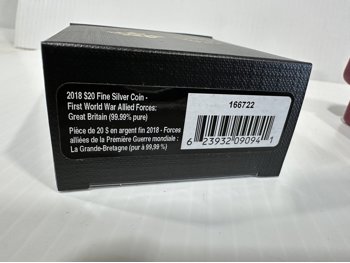 2018 $20 Fine Silver Coin -
First World War Allied Forces:
Great Britain (99.99% pure)
Pièce de 20 $ en argent fin 2018 - Forces
alliées de la Première Guerre mondiale :
La Grande-Bretagne (pur à 99,99 %)
166722
6 23932 09094 1